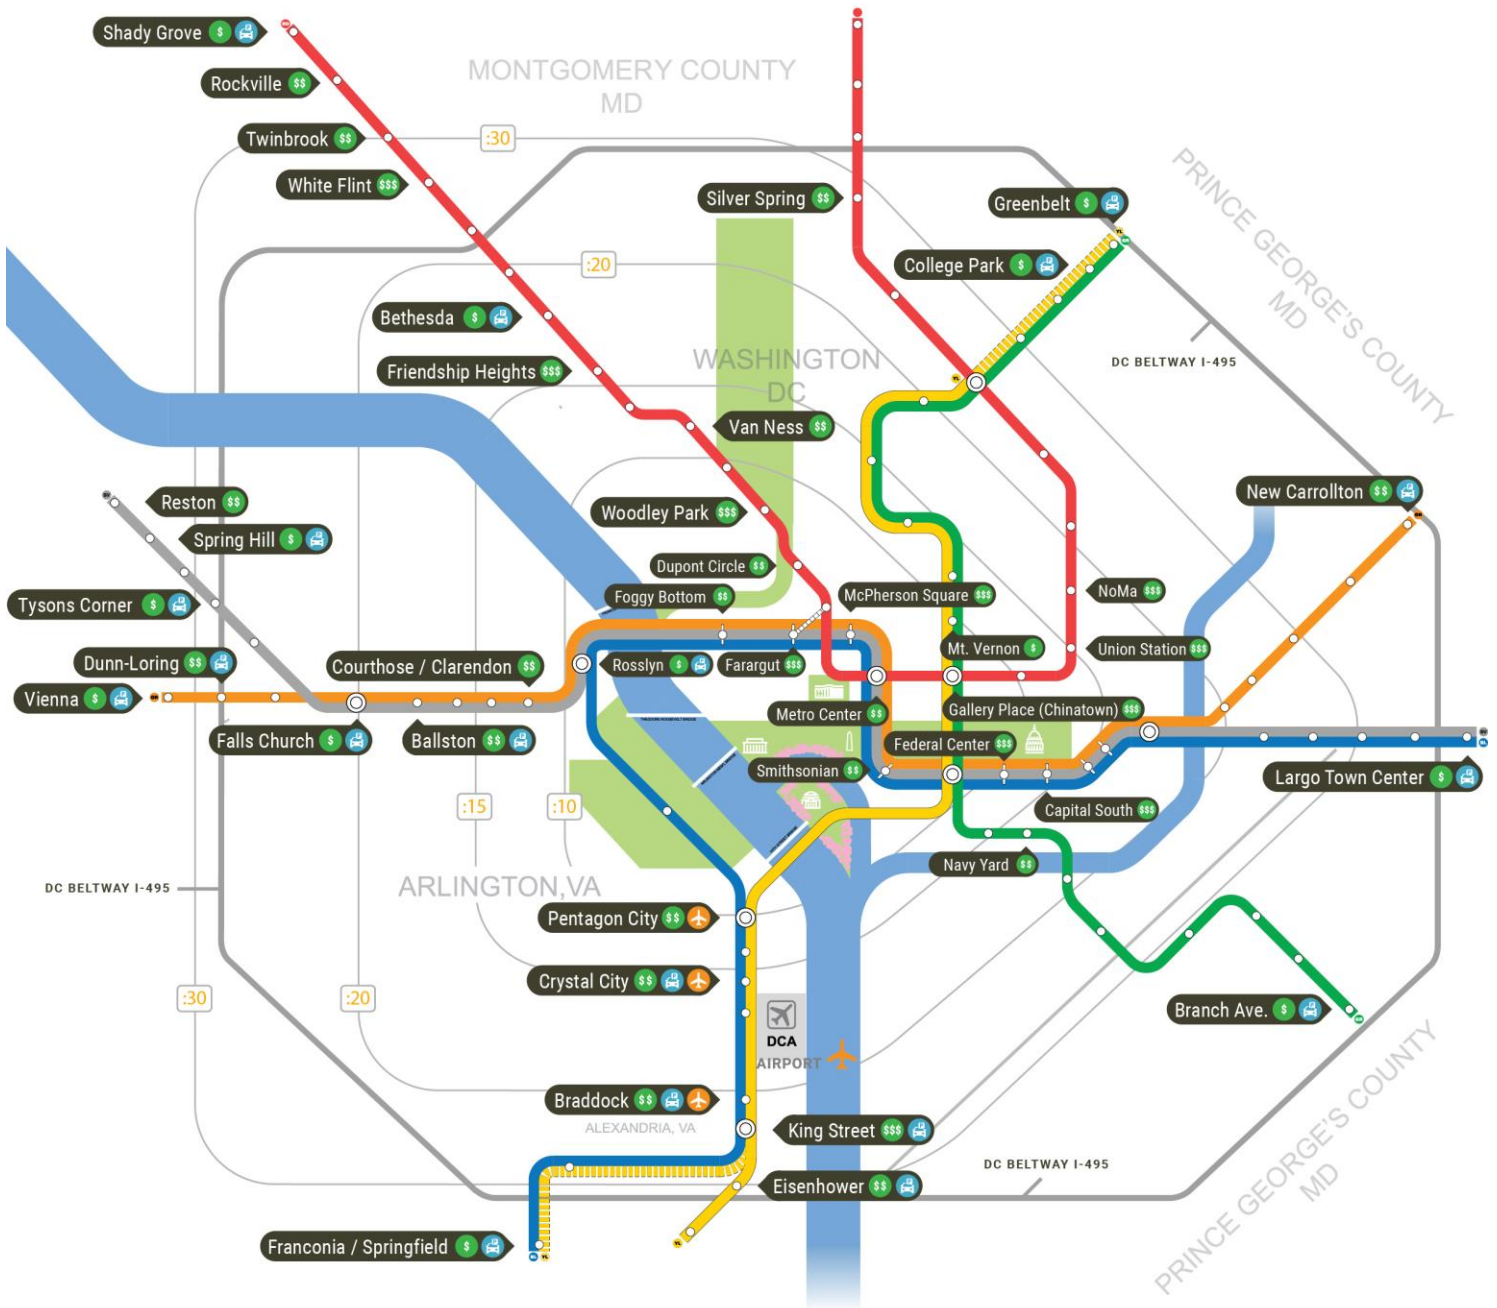 Shady Grove $
MONTGOMERY COUNTY
MD
Rockville $$
Twinbrook $$
:30
White Flint $$$
Silver Spring $$
Greenbelt $
PRINCE GEORGE'S COUNTY
MD
:20
College Park $
Bethesda $
WASHINGTON
DC
DC BELTWAY I-495
Friendship Heights $$$
Van Ness $$
New Carrollton $$
Reston $$
Woodley Park $$$
Spring Hill $
Dupont Circle $$
Foggy Bottom $$
McPherson Square $$$
NoMa $$$
Tysons Corner $
Dunn-Loring $$
Courthose / Clarendon $$
Rosslyn $
Farargut $$$
Mt. Vernon $
Union Station $$$
Vienna $
Metro Center $$
Gallery Place (Chinatown) $$$
Falls Church $
Ballston $$
Federal Center $$$
Smithsonian $$
Largo Town Center $
:15
:10
Capital South $$$
Navy Yard $$
DC BELTWAY I-495
ARLINGTON,VA
Pentagon City $$
Crystal City $$
:30
:20
Branch Ave. $
DCA
AIRPORT
Braddock $$
ALEXANDRIA, VA
King Street $$$
DC BELTWAY I-495
PRINCE GEORGE'S COUNTY
MD
Eisenhower $$
Franconia / Springfield $